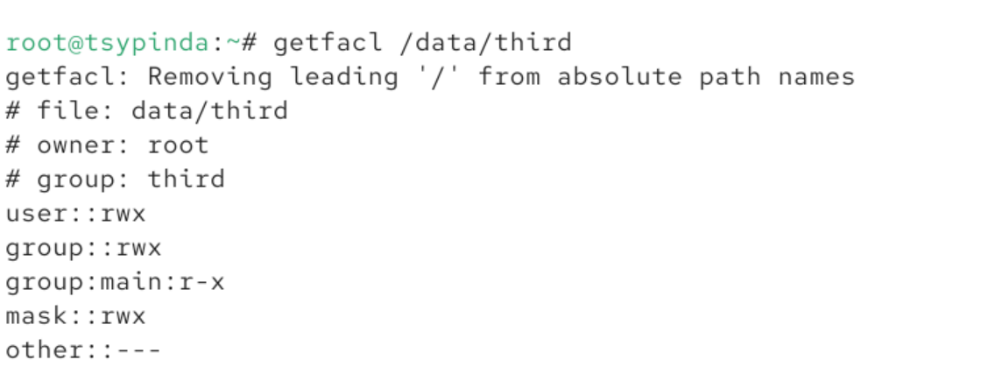 root@tsypinda:~# getfacl /data/third
getfacl: Removing leading '/' from absolute path names
# file: data/third
# owner: root
# group: third
user::rwx
group::rwx
group:main:r-x
mask::rwx
other::---